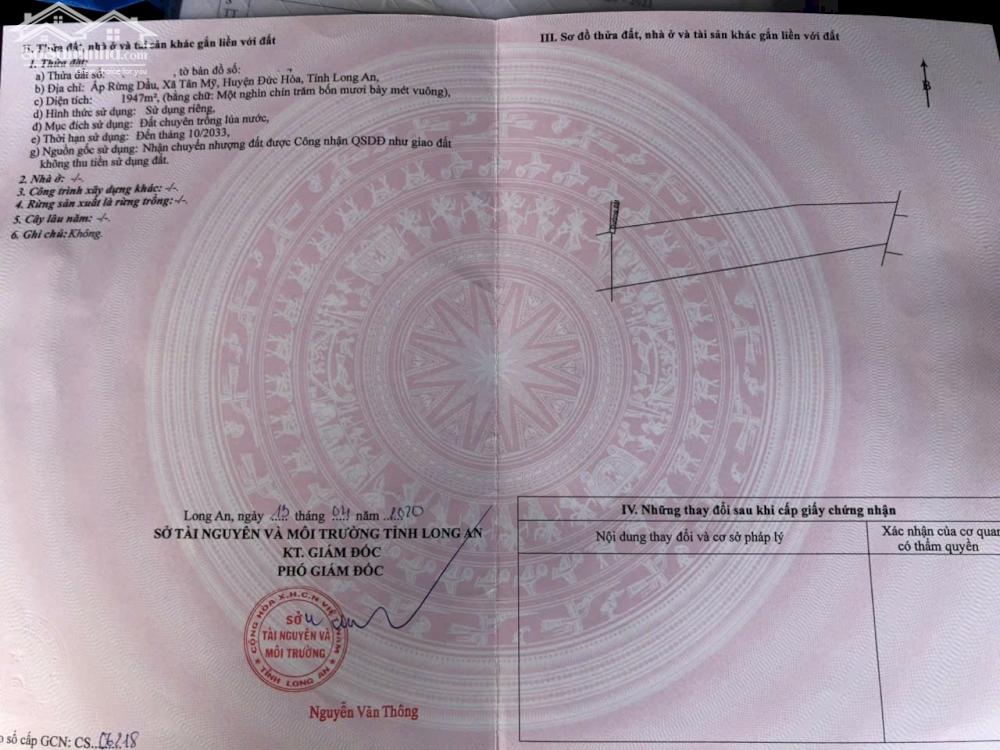 II. Thửa đất, nhà ở và tài sản khác gắn liền với đất
1. Thửa đất:
a) Thửa đất số: , tờ bản đồ số:
b) Địa chỉ: Ấp Rừng Dầu, Xã Tân Mỹ, Huyện Đức Hòa, Tỉnh Long An,
c) Diện tích: 1947m², (bằng chữ: Một nghìn chín trăm bốn mươi bảy mét vuông),
d) Hình thức sử dụng: Sử dụng riêng,
đ) Mục đích sử dụng: Đất chuyên trồng lúa nước,
e) Thời hạn sử dụng: Đến tháng 10/2033,
g) Nguồn gốc sử dụng: Nhận chuyển nhượng đất được Công nhận QSDĐ như giao đất
không thu tiền sử dụng đất.
2. Nhà ở: -/-.
3. Công trình xây dựng khác: -/-.
4. Rừng sản xuất là rừng trồng: -/-.
5. Cây lâu năm: -/-.
6. Ghi chú: Không.
Long An, ngày 15 tháng 04 năm 2020
SỞ TÀI NGUYÊN VÀ MÔI TRƯỜNG TỈNH LONG AN
KT. GIÁM ĐỐC
PHÓ GIÁM ĐỐC
CỘNG HÒA X.H.C.N VIỆT NAM
SỞ
TÀI NGUYÊN VÀ
MÔI TRƯỜNG
TỈNH LONG AN
Nguyễn Văn Thông
số cấp GCN: CS..06218
III. Sơ đồ thửa đất, nhà ở và tài sản khác gắn liền với đất
B
IV. Những thay đổi sau khi cấp giấy chứng nhận
Nội dung thay đổi và cơ sở pháp lý
Xác nhận của cơ quan
có thẩm quyền